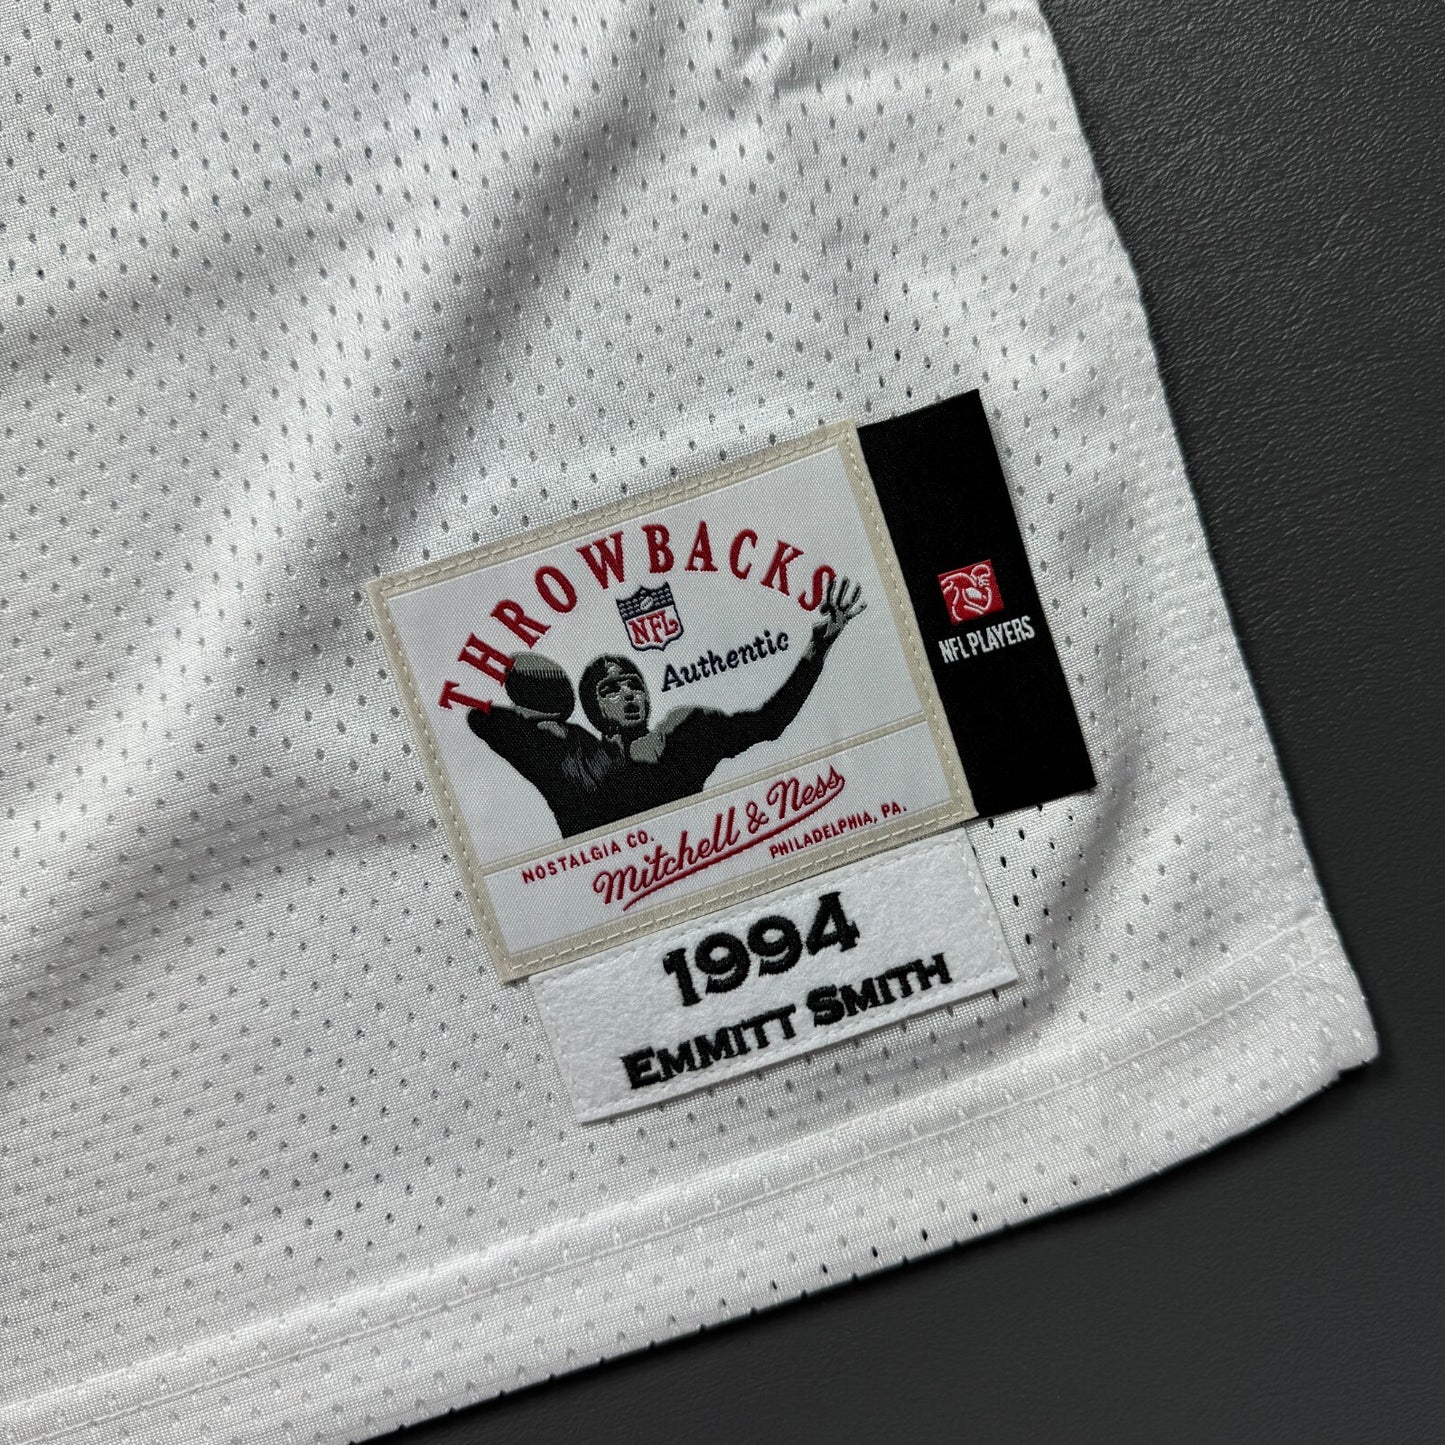 THROWBACKS
NFL
Authentic
NFL PLAYERS
NOSTALGIA CO. Mitchell & Ness PHILADELPHIA, PA.
1994
EMMITT SMITH